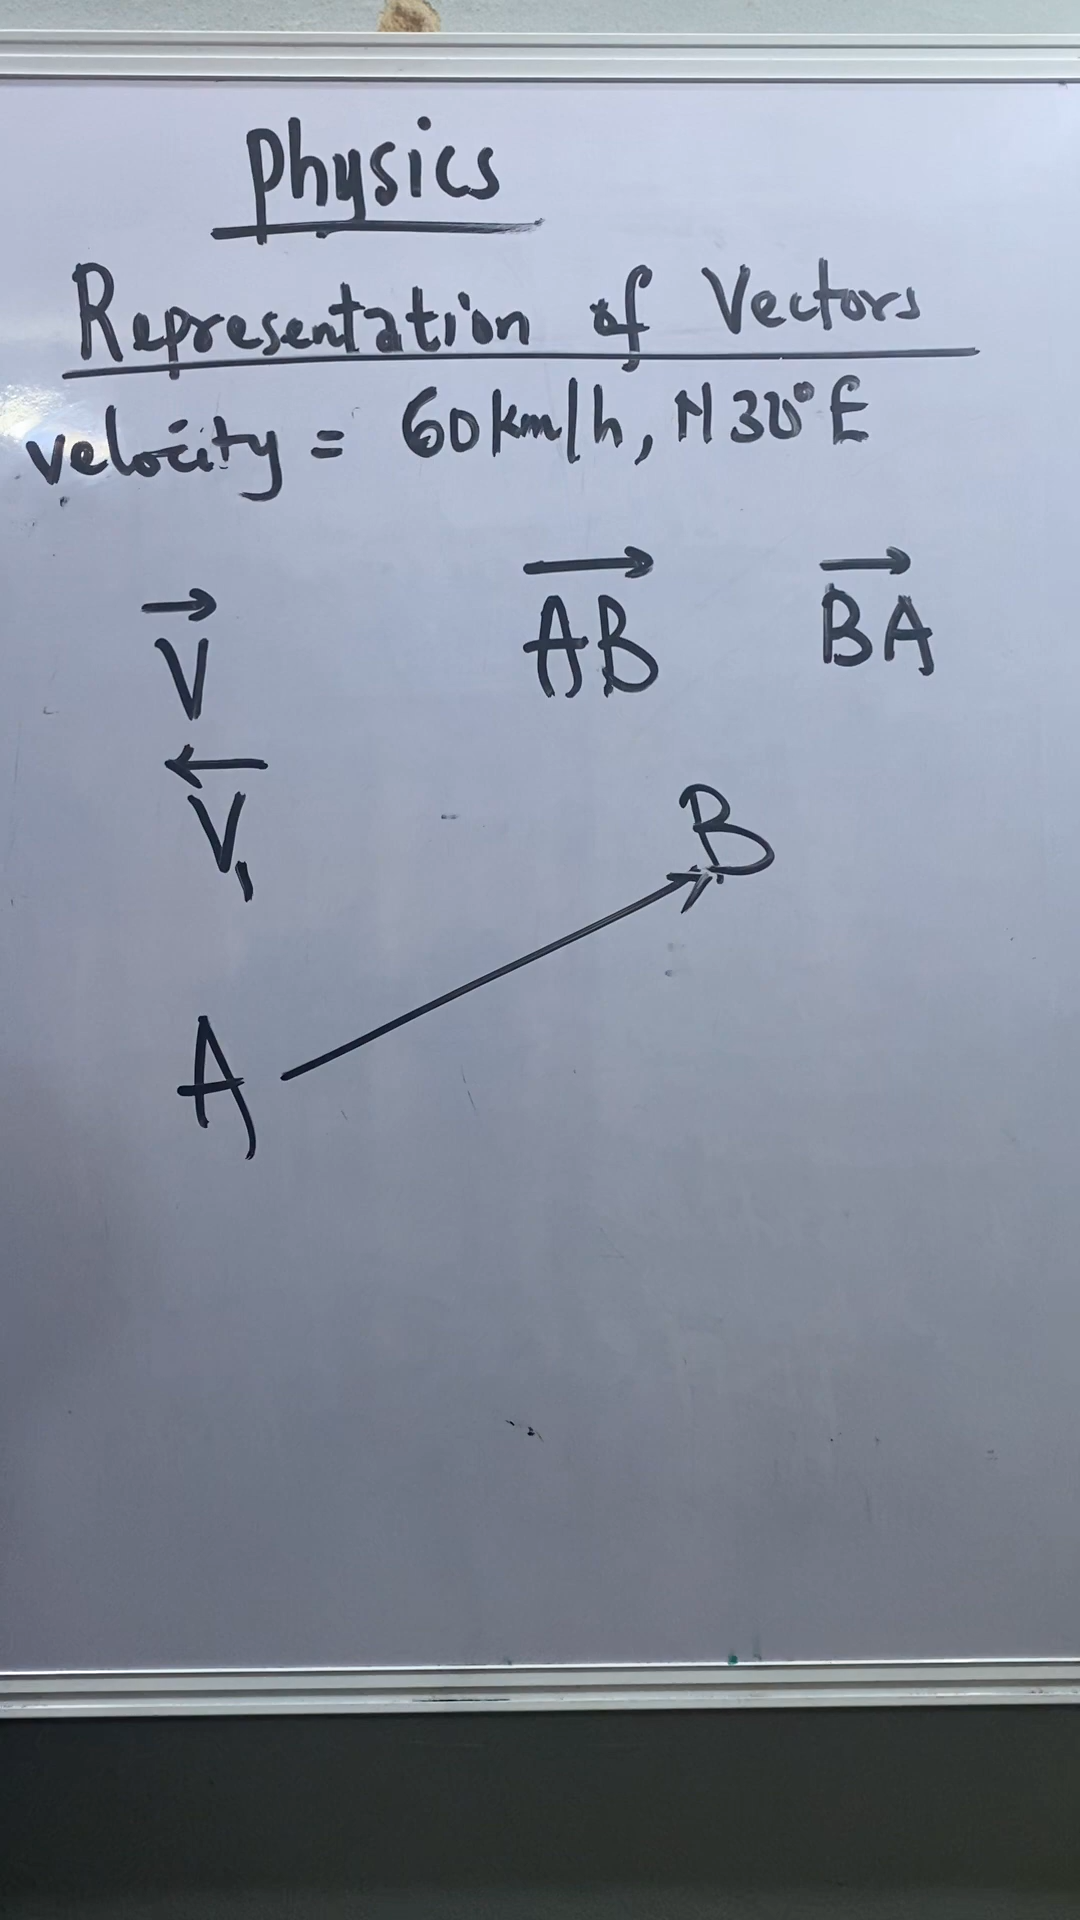 Physics
Representation of Vectors
velocity = 60 km/h, N 30° E
→ → →
V AB BA
←
V₁
B
A